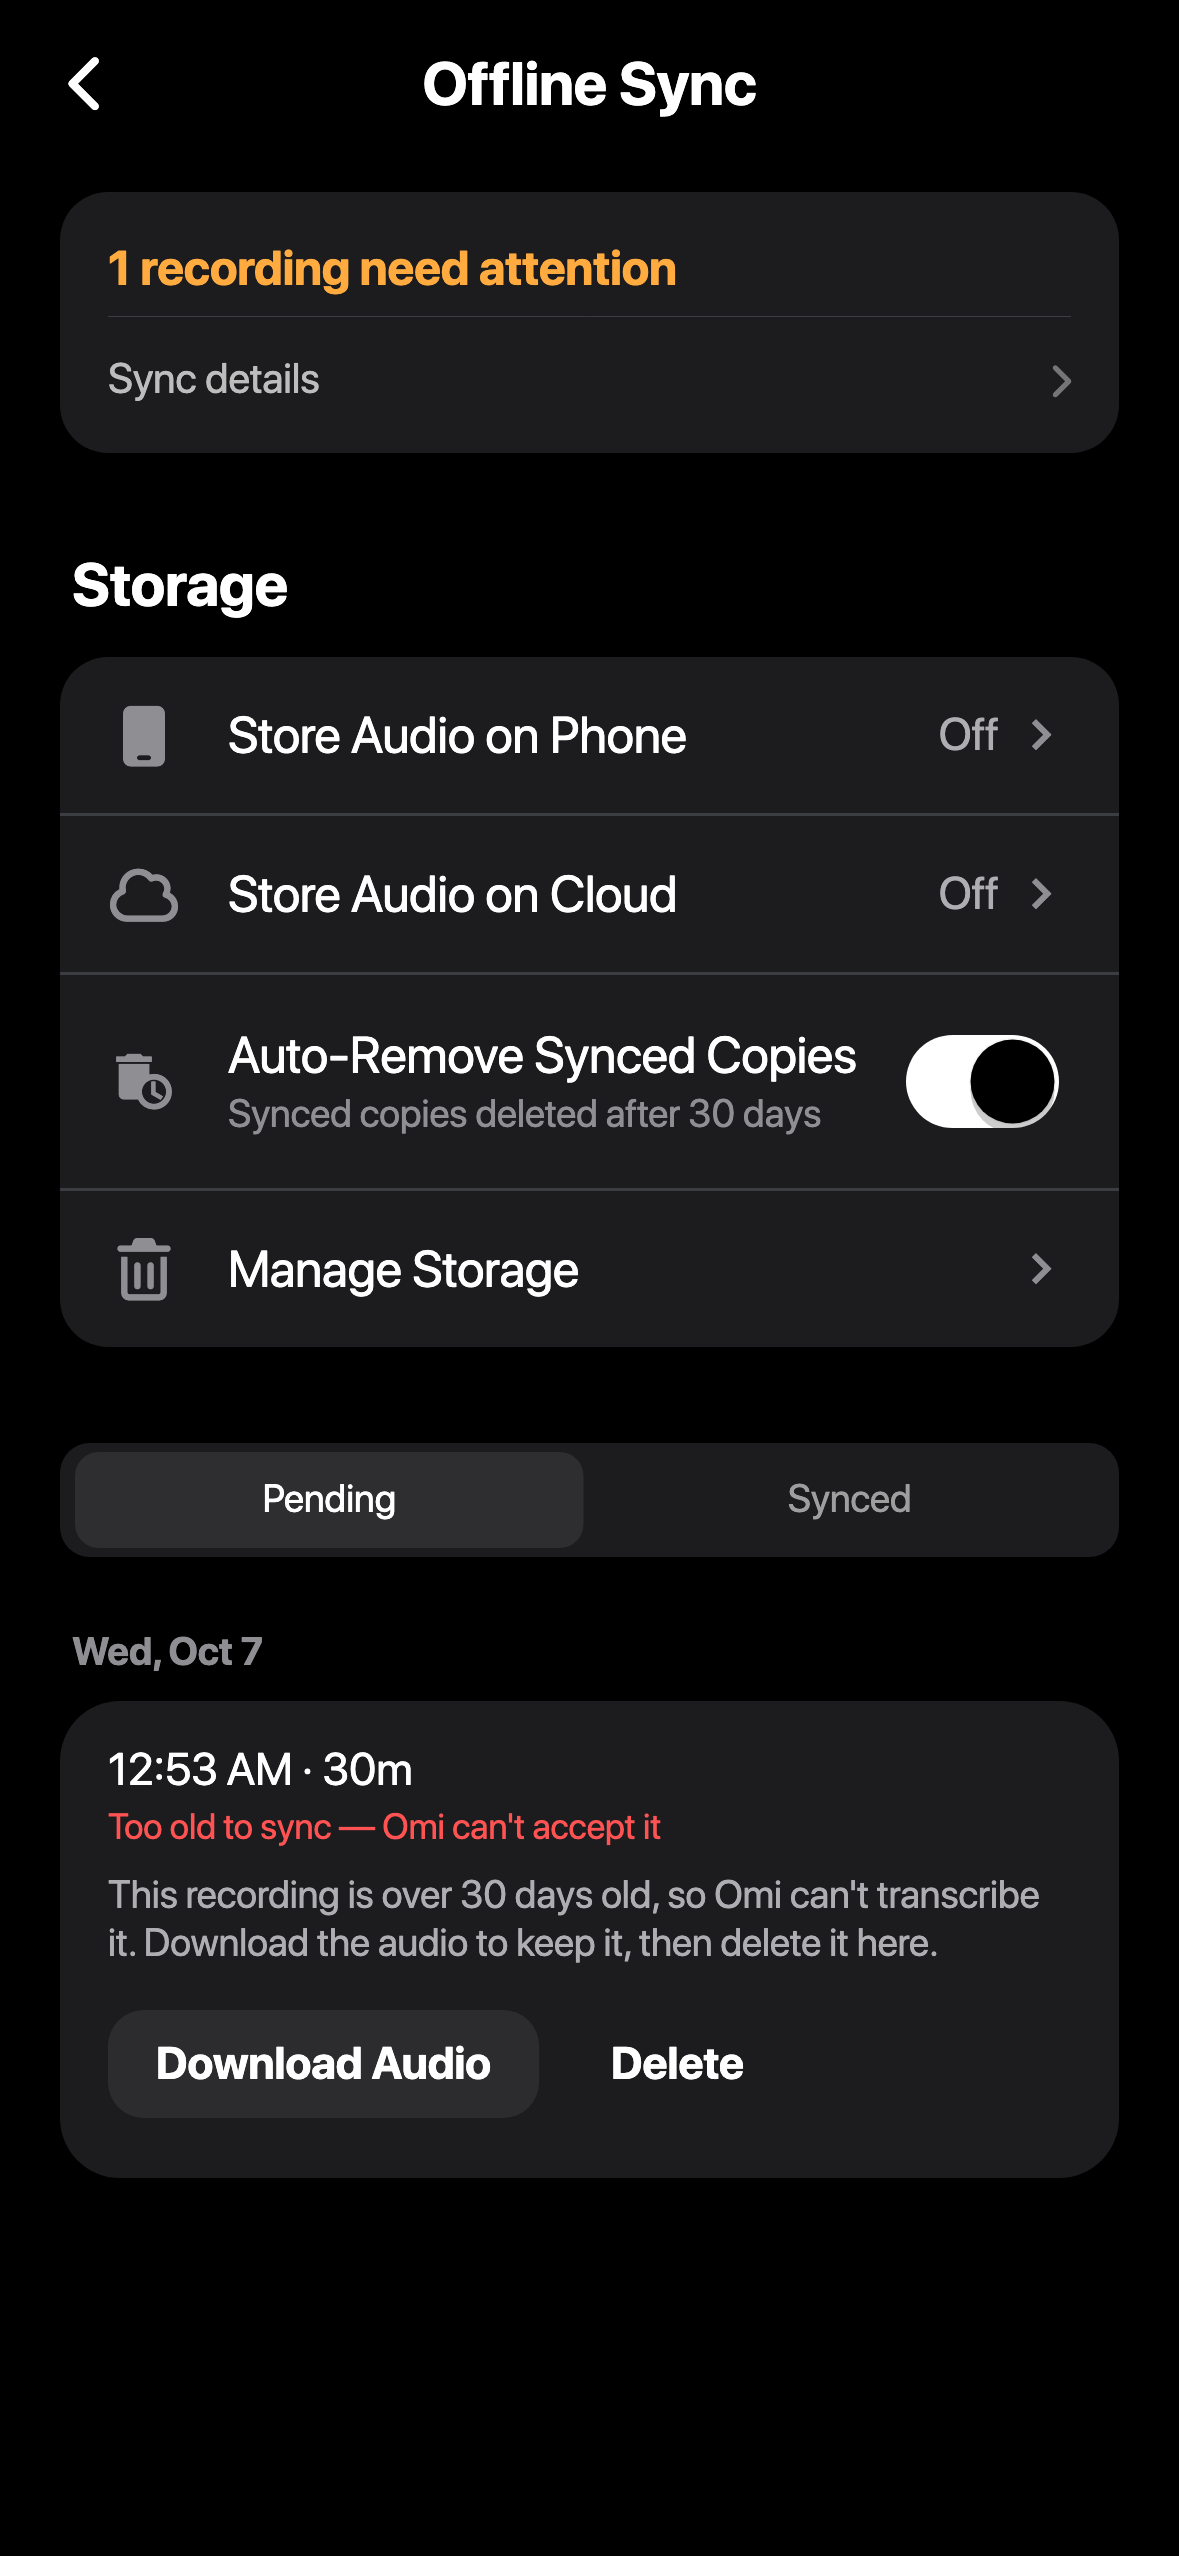 Offline Sync
1 recording need attention
Sync details
Storage
Store Audio on Phone Off
Store Audio on Cloud Off
Auto-Remove Synced Copies
Synced copies deleted after 30 days
Manage Storage
Pending Synced
Wed, Oct 7
12:53 AM · 30m
Too old to sync — Omi can't accept it
This recording is over 30 days old, so Omi can't transcribe
it. Download the audio to keep it, then delete it here.
Download Audio Delete